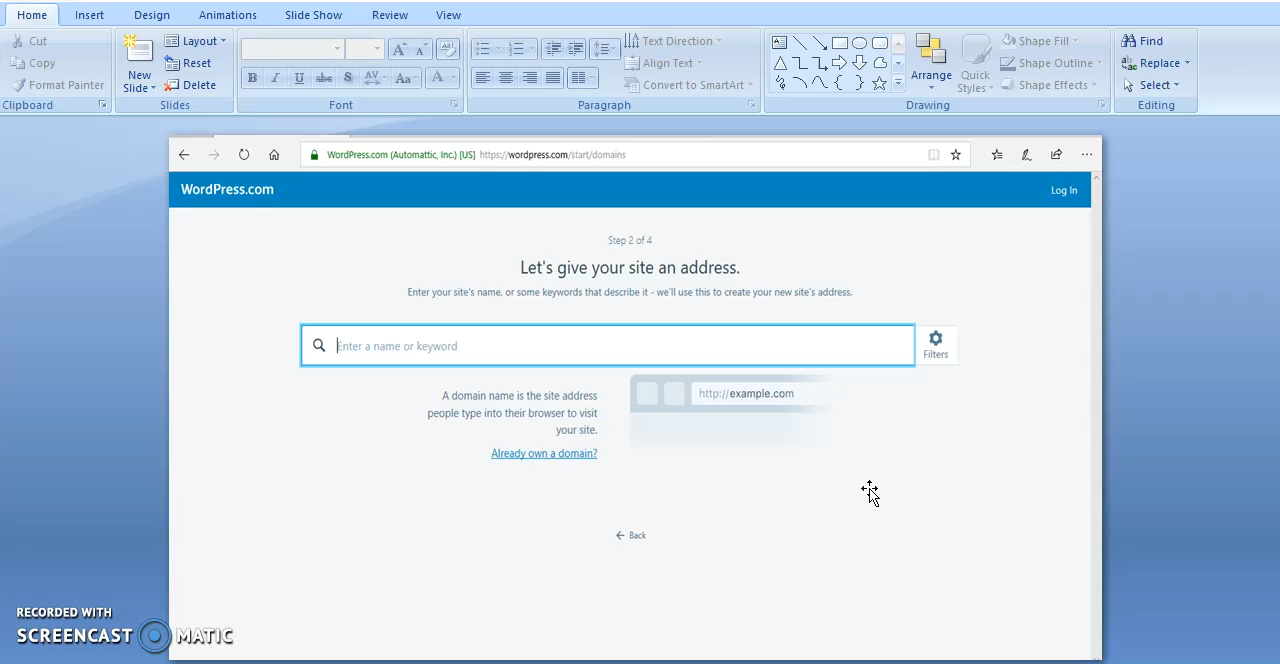 Home Insert Design Animations Slide Show Review View
Cut
Copy
Format Painter
Clipboard
New Slide
Layout
Reset
Delete
Slides
B I U abc S AV Aa A
Font
Text Direction
Align Text
Convert to SmartArt
Paragraph
Arrange
Quick Styles
Shape Fill
Shape Outline
Shape Effects
Drawing
Find
Replace
Select
Editing
WordPress.com (Automattic, Inc.) [US] https://wordpress.com/start/domains
WordPress.com Log In
Step 2 of 4
Let's give your site an address.
Enter your site's name, or some keywords that describe it - we'll use this to create your new site's address.
Enter a name or keyword
Filters
A domain name is the site address
people type into their browser to visit
your site.
http://example.com
Already own a domain?
Back
RECORDED WITH
SCREENCAST MATIC